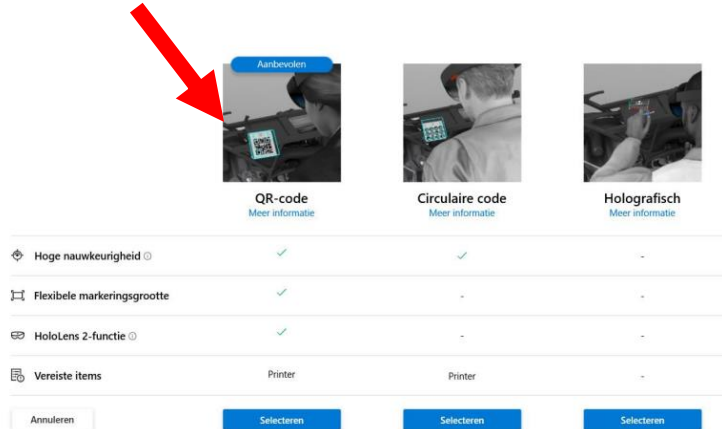 Aanbevolen
QR-code
Meer informatie
Circulaire code
Meer informatie
Holografisch
Meer informatie
Hoge nauwkeurigheid
Flexibele markeringsgrootte
HoloLens 2-functie
Vereiste items
Printer
Printer
-
Annuleren
Selecteren
Selecteren
Selecteren